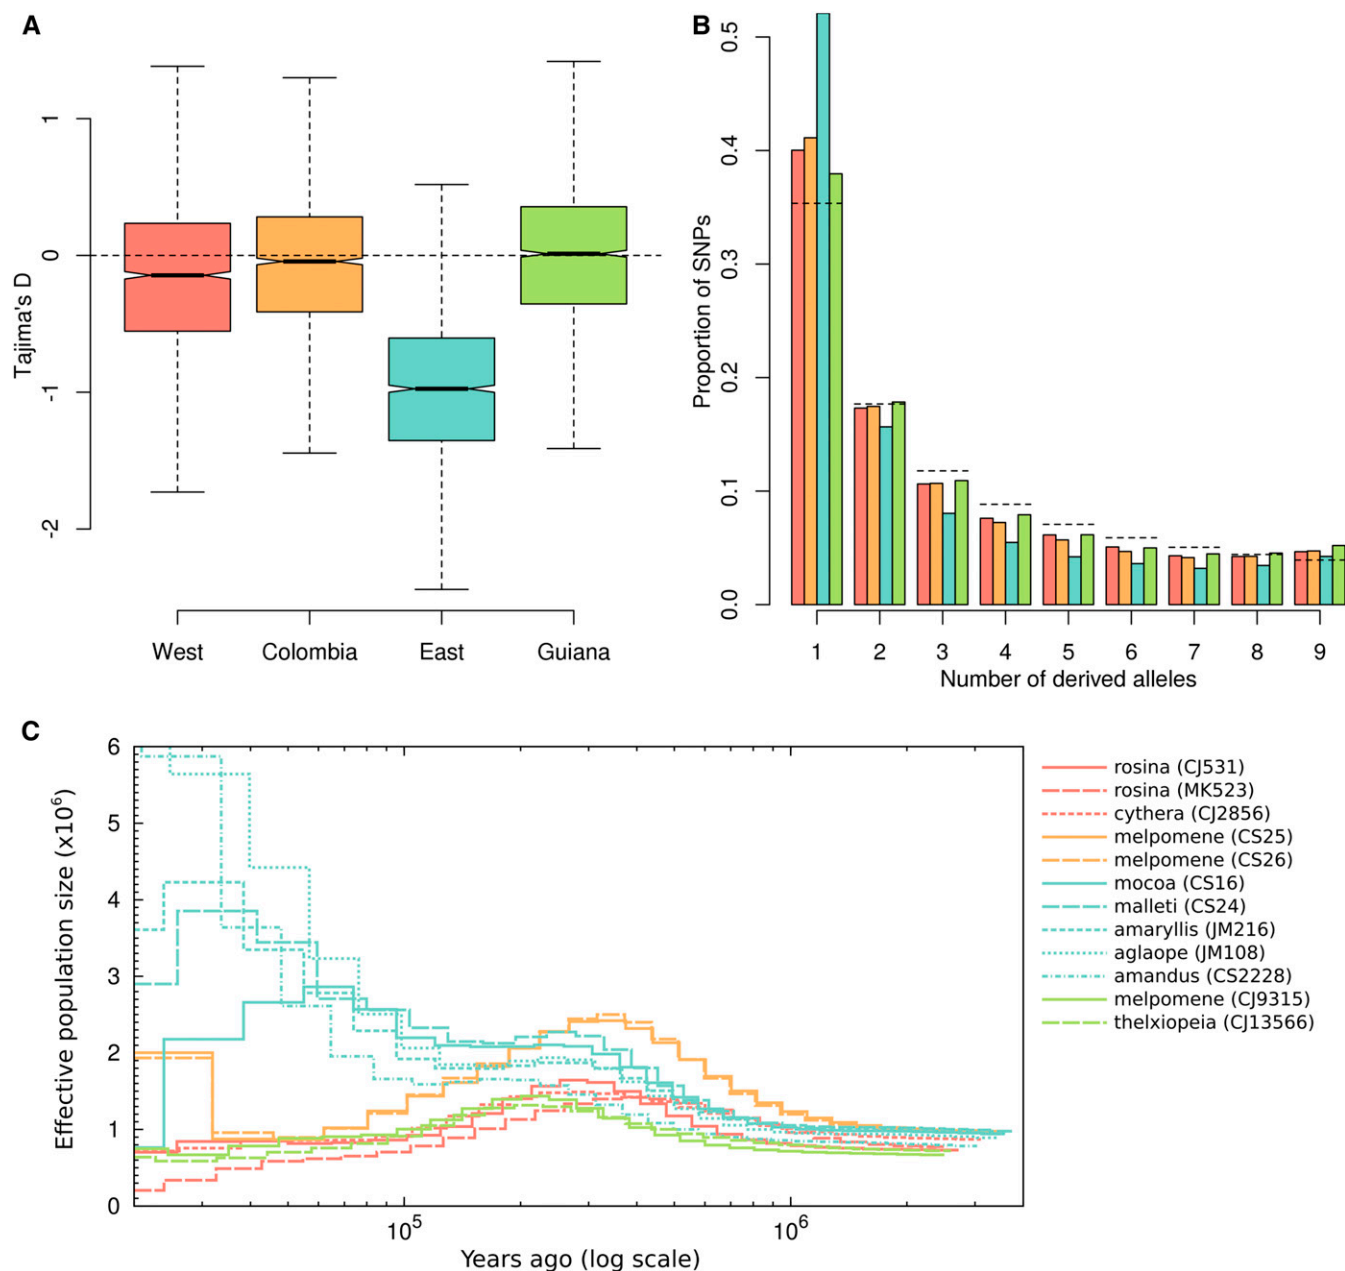 A
Tajima's D
1
0
-1
-2
West Colombia East Guiana
B
Proportion of SNPs
0.5
0.4
0.3
0.2
0.1
0.0
1 2 3 4 5 6 7 8 9
Number of derived alleles
C
Effective population size (x10⁶)
6
5
4
3
2
1
0
10⁵ 10⁶
Years ago (log scale)
rosina (CJ531)
rosina (MK523)
cythera (CJ2856)
melpomene (CS25)
melpomene (CS26)
mocoa (CS16)
malleti (CS24)
amaryllis (JM216)
aglaope (JM108)
amandus (CS2228)
melpomene (CJ9315)
thelxiopeia (CJ13566)